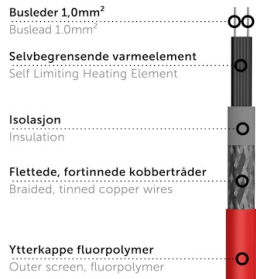 Busleder 1,0mm²
Buslead 1.0mm²
Selvbegrensende varmeelement
Self Limiting Heating Element
Isolasjon
Insulation
Flettede, fortinnede kobbertråder
Braided, tinned copper wires
Ytterkappe fluorpolymer
Outer screen, fluorpolymer